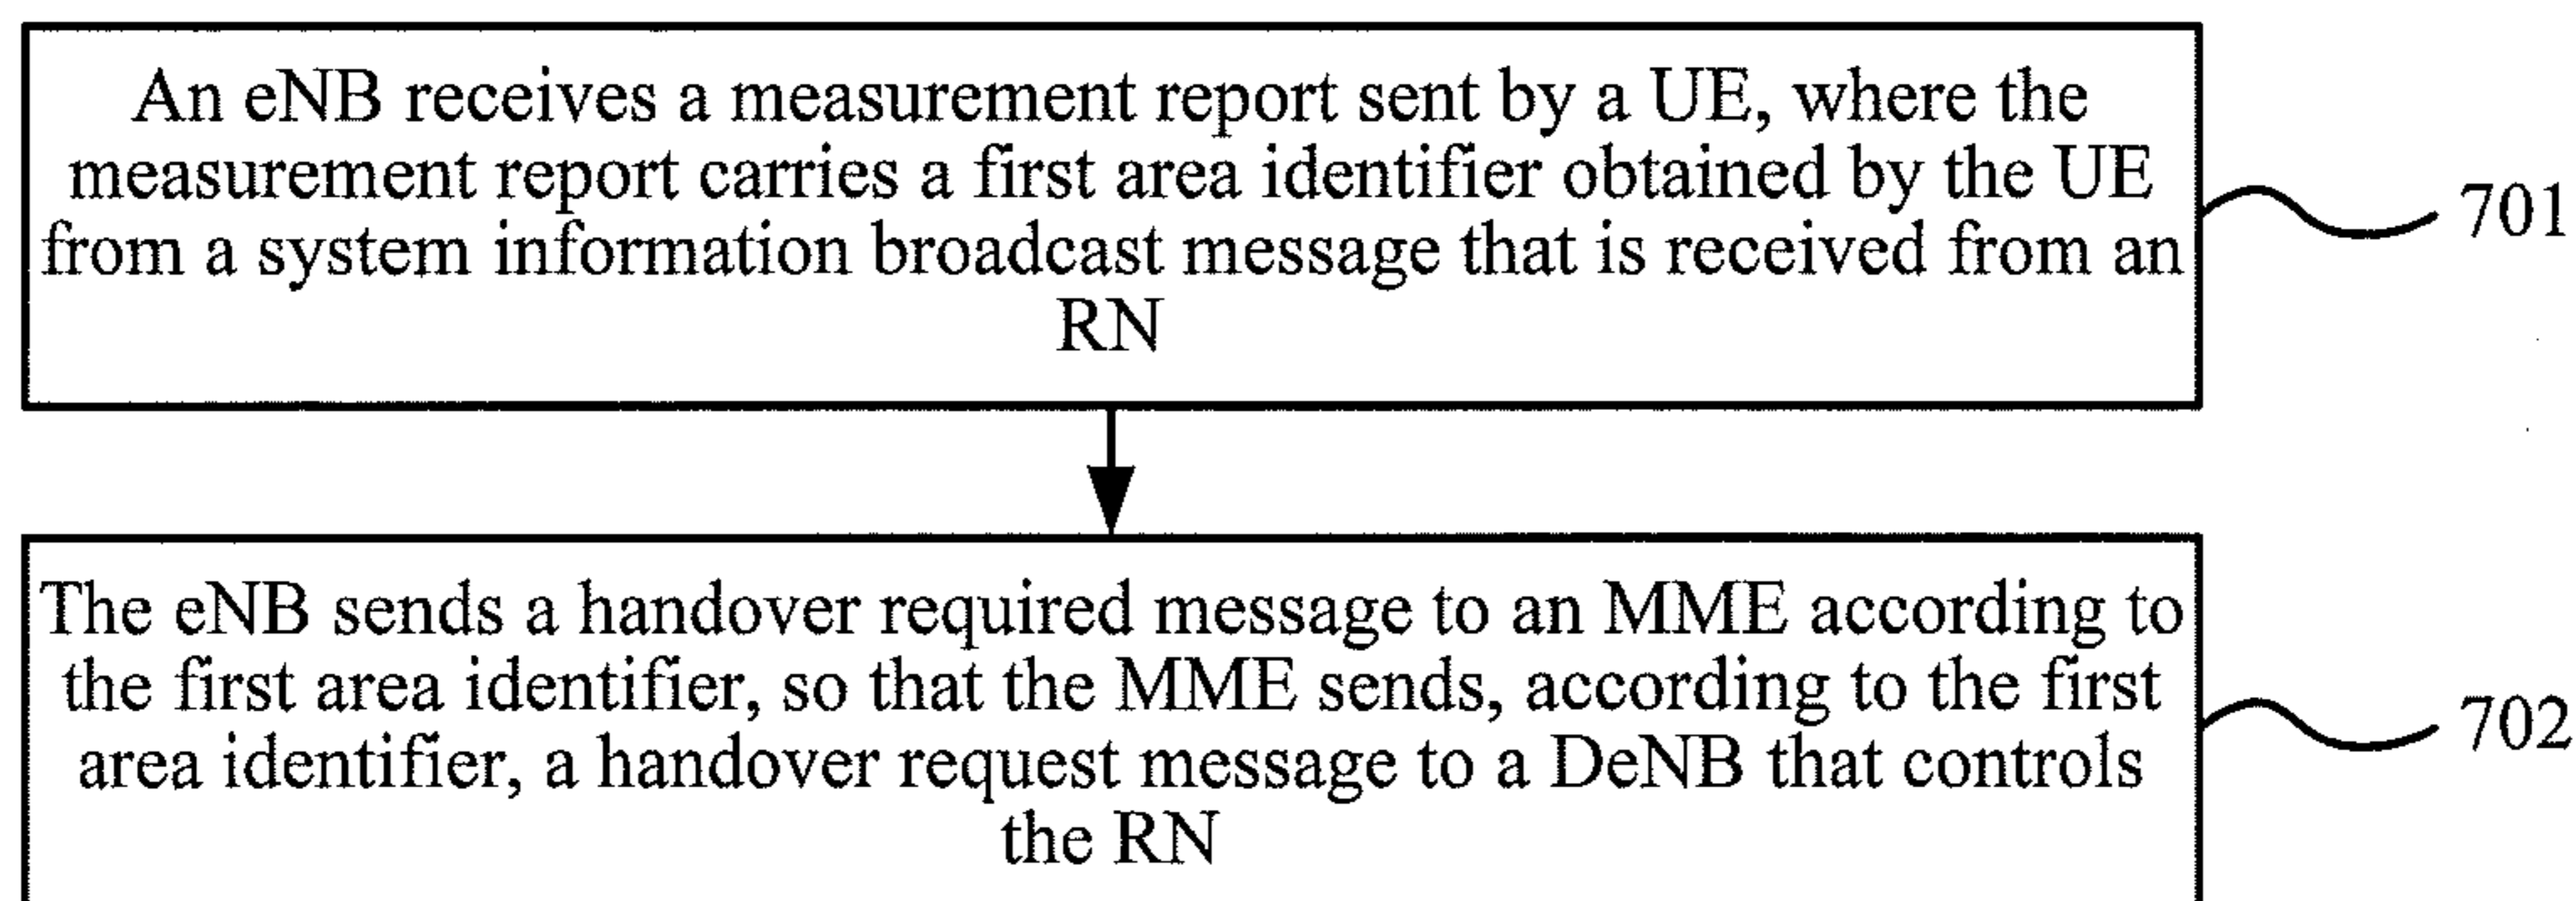 An eNB receives a measurement report sent by a UE, where the
measurement report carries a first area identifier obtained by the UE
from a system information broadcast message that is received from an
RN
701
The eNB sends a handover required message to an MME according to
the first area identifier, so that the MME sends, according to the first
area identifier, a handover request message to a DeNB that controls
the RN
702